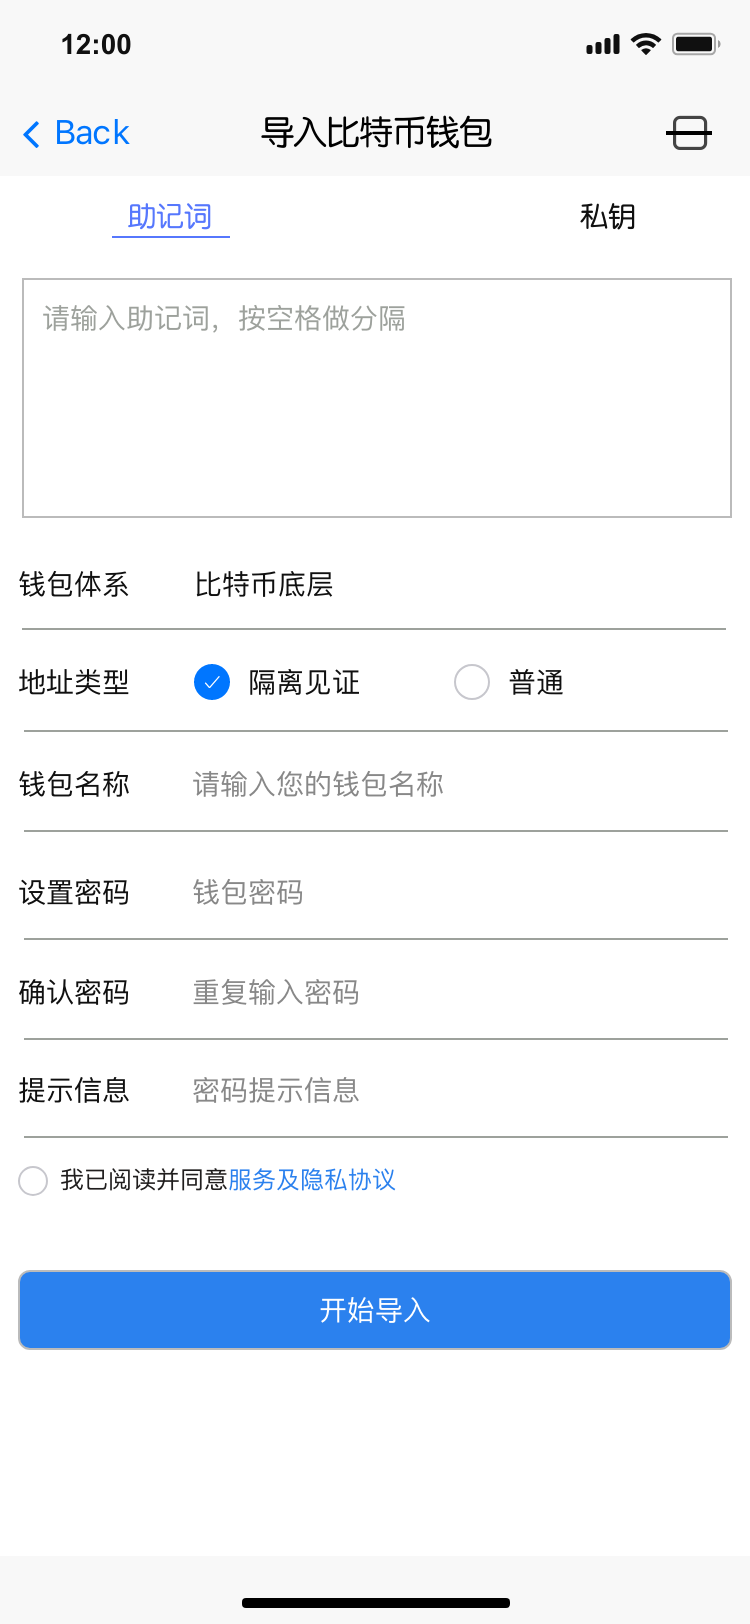 12:00
Back 导入比特币钱包
助记词 私钥
请输入助记词，按空格做分隔
钱包体系 比特币底层
地址类型 隔离见证 普通
钱包名称 请输入您的钱包名称
设置密码 钱包密码
确认密码 重复输入密码
提示信息 密码提示信息
我已阅读并同意服务及隐私协议
开始导入